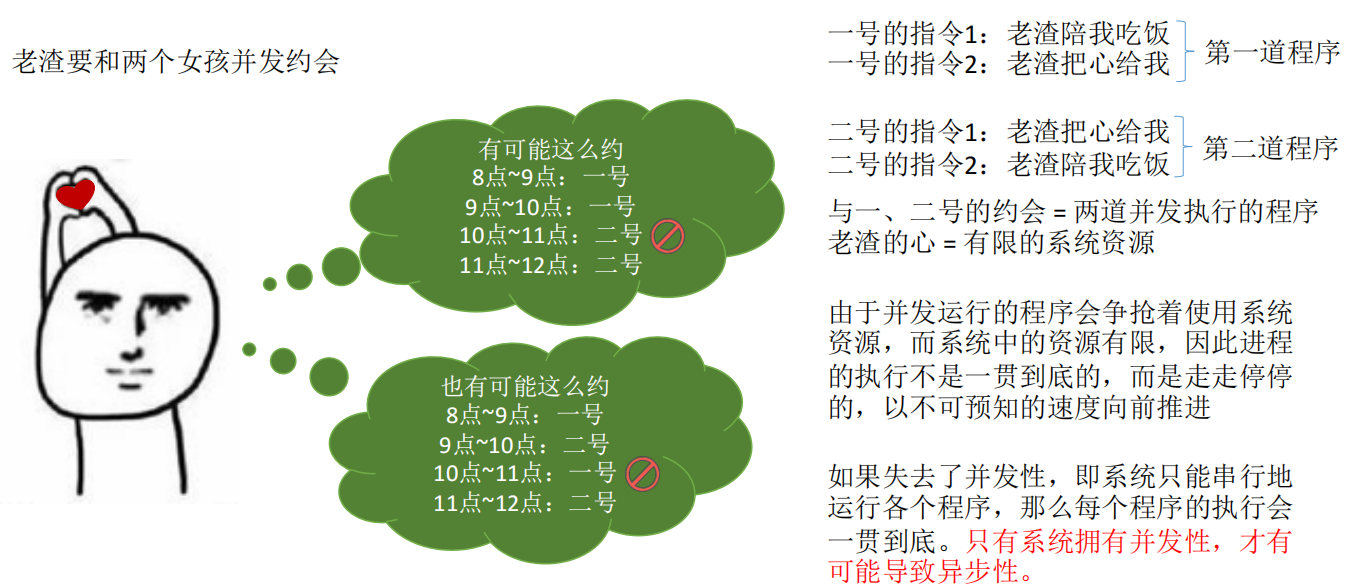 老渣要和两个女孩并发约会
有可能这么约
8点~9点：一号
9点~10点：一号
10点~11点：二号
11点~12点：二号
也有可能这么约
8点~9点：一号
9点~10点：二号
10点~11点：一号
11点~12点：二号
一号的指令1：老渣陪我吃饭
一号的指令2：老渣把心给我
第一道程序
二号的指令1：老渣把心给我
二号的指令2：老渣陪我吃饭
第二道程序
与一、二号的约会 = 两道并发执行的程序
老渣的心 = 有限的系统资源
由于并发运行的程序会争抢着使用系统
资源，而系统中的资源有限，因此进程
的执行不是一贯到底的，而是走走停停
的，以不可预知的速度向前推进
如果失去了并发性，即系统只能串行地
运行各个程序，那么每个程序的执行会
一贯到底。只有系统拥有并发性，才有
可能导致异步性。